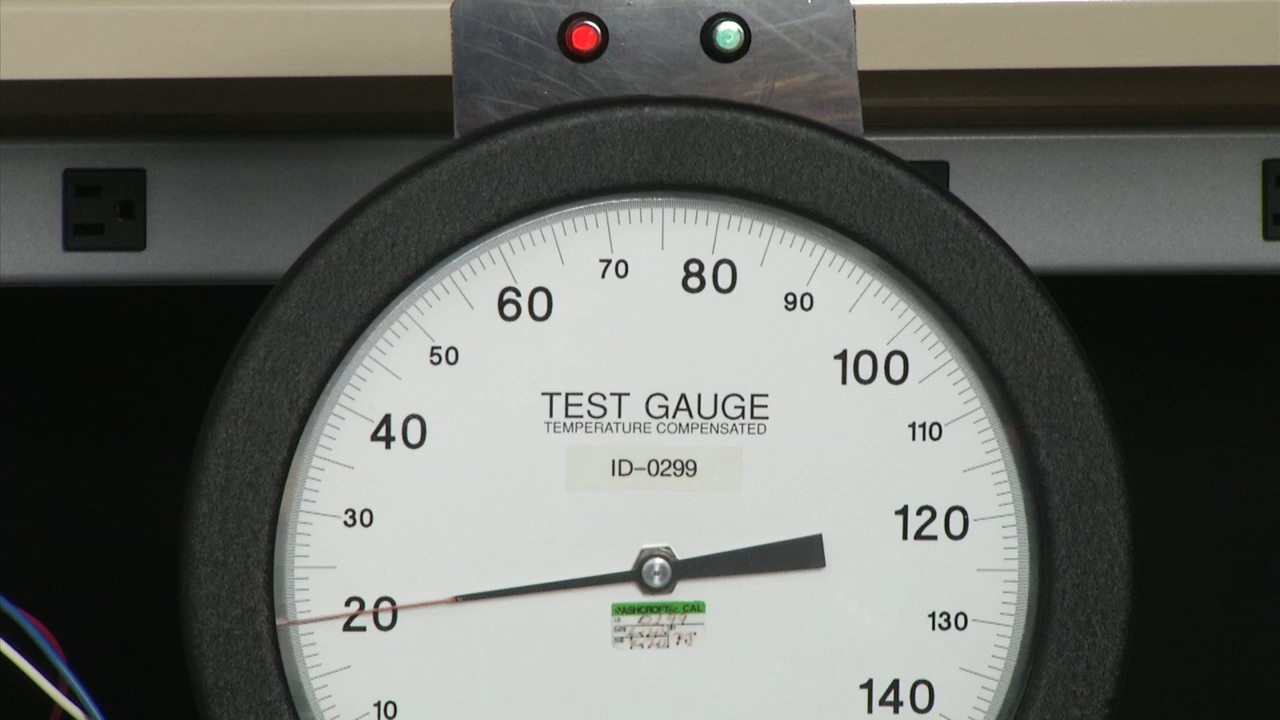 70
80
60
90
50
100
TEST GAUGE
TEMPERATURE COMPENSATED
40
110
ID-0299
30
120
20
ASHCROFT
CAL
130
140
10